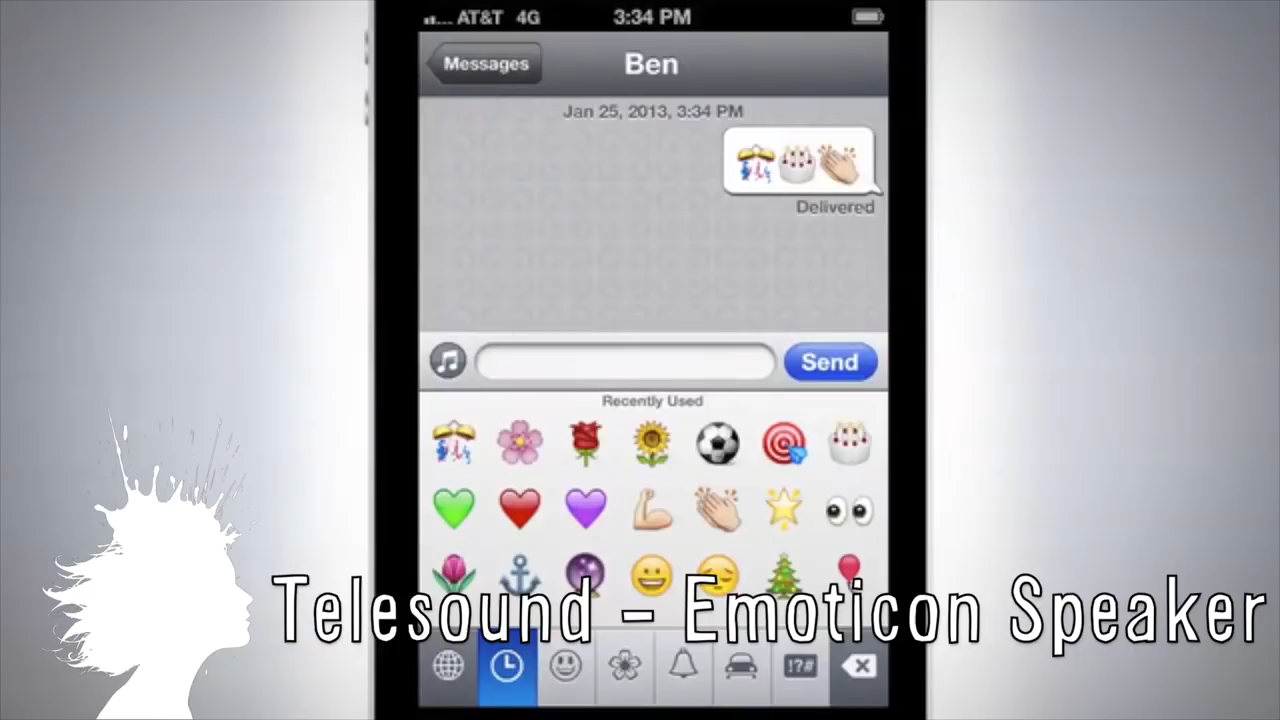 AT&T 4G 3:34 PM
Messages Ben
Jan 25, 2013, 3:34 PM
Delivered
Send
Recently Used
Telesound - Emoticon Speaker
!?#